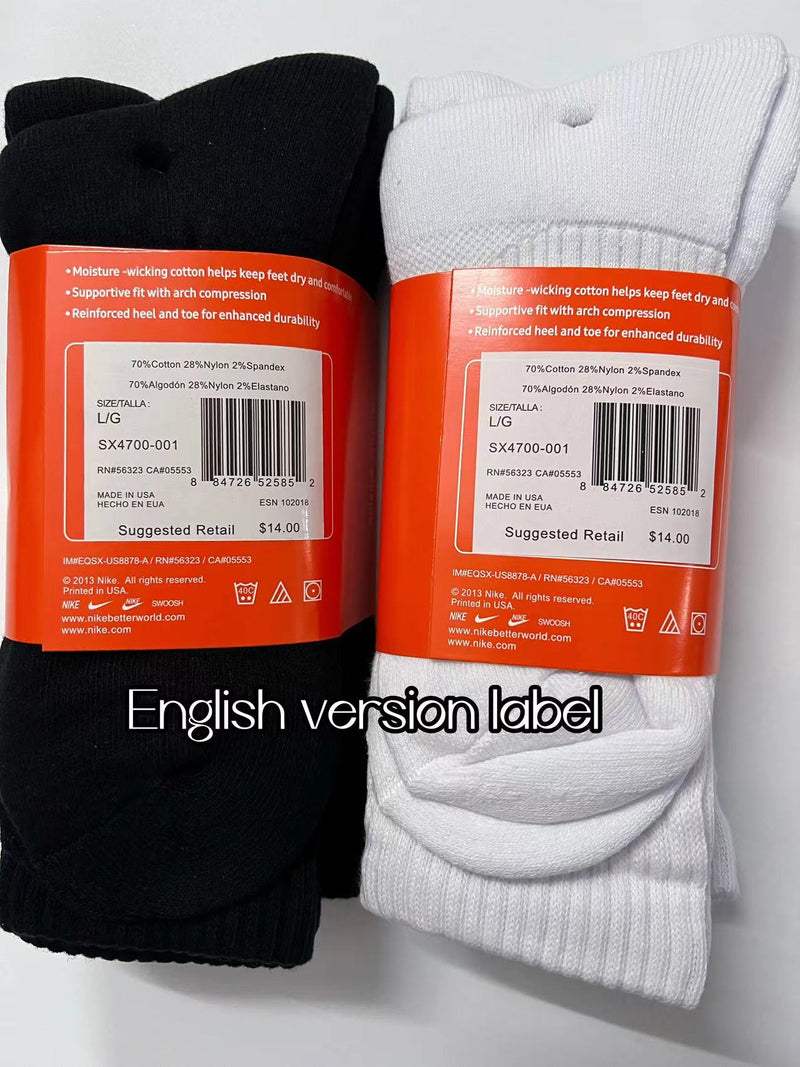 • Moisture -wicking cotton helps keep feet dry and comfortable
• Supportive fit with arch compression
• Reinforced heel and toe for enhanced durability
70%Cotton 28%Nylon 2%Spandex
70%Algodón 28%Nylon 2%Elastano
SIZE/TALLA :
L/G
SX4700-001
RN#56323 CA#05553
8 84726 52585 2
MADE IN USA
HECHO EN EUA
ESN 102018
Suggested Retail $14.00
IM#EQSX-US8878-A / RN#56323 / CA#05553
© 2013 Nike. All rights reserved.
Printed in USA.
NIKE NIKE SWOOSH
www.nikebetterworld.com
www.nike.com
40C
• Moisture -wicking cotton helps keep feet dry and
• Supportive fit with arch compression
• Reinforced heel and toe for enhanced durability
70%Cotton 28%Nylon 2%Spandex
70%Algodón 28%Nylon 2%Elastano
SIZE/TALLA :
L/G
SX4700-001
RN#56323 CA#05553
8 84726 52585 2
MADE IN USA
HECHO EN EUA
ESN 102018
Suggested Retail $14.00
IM#EQSX-US8878-A / RN#56323 / CA#05553
© 2013 Nike. All rights reserved.
Printed in USA.
NIKE NIKE SWOOSH
www.nikebetterworld.com
www.nike.com
40C
English version label